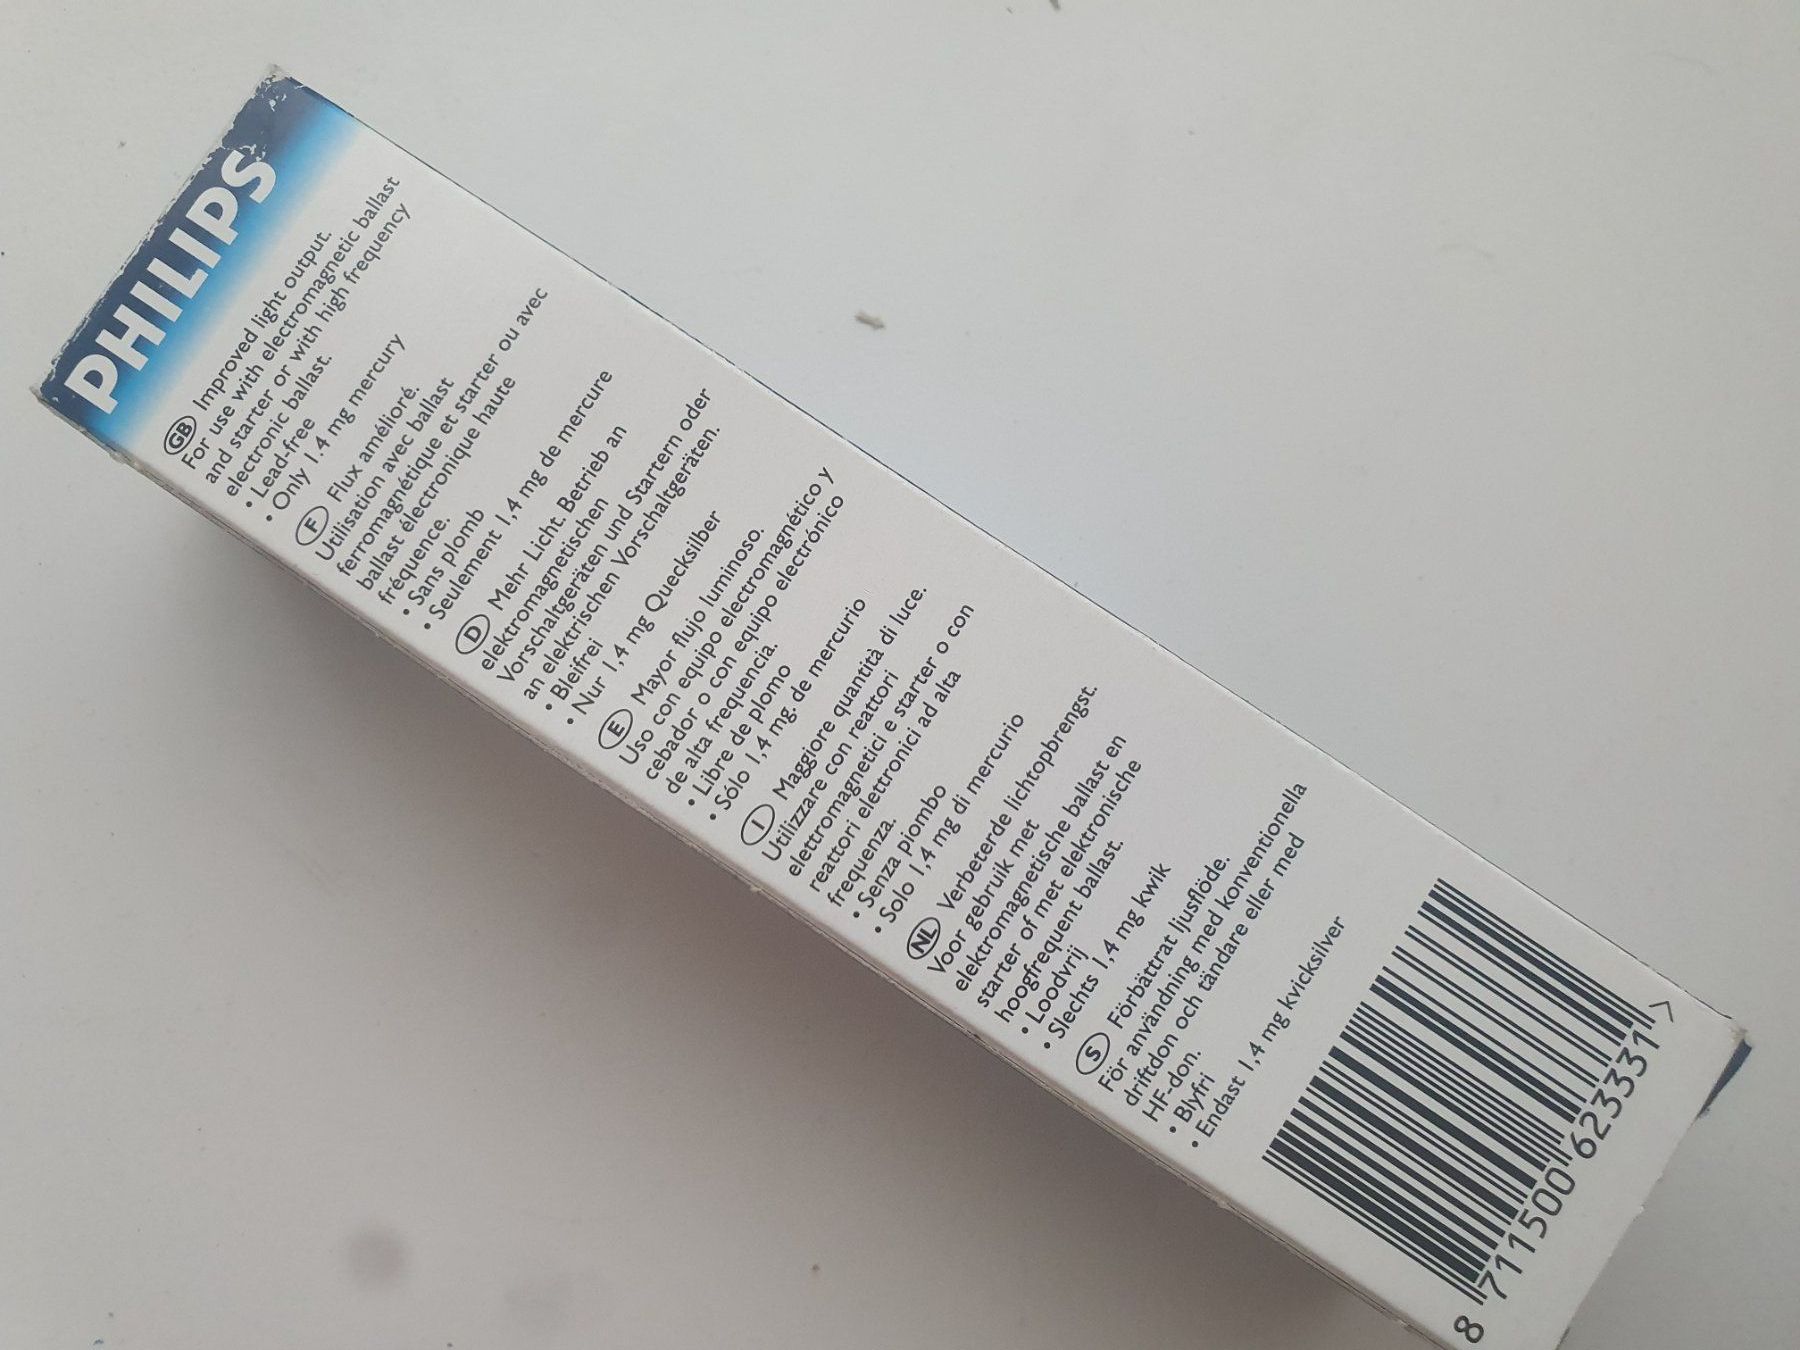 PHILIPS
GB Improved light output.
For use with electromagnetic ballast
and starter or with high frequency
electronic ballast.
• Lead-free
• Only 1.4 mg mercury
F Flux amélioré.
Utilisation avec ballast
ferromagnétique et starter ou avec
ballast électronique haute
fréquence.
• Sans plomb
• Seulement 1,4 mg de mercure
D Mehr Licht. Betrieb an
elektromagnetischen
Vorschaltgeräten und Startern oder
an elektrischen Vorschaltgeräten.
• Bleifrei
• Nur 1,4 mg Quecksilber
E Mayor flujo luminoso.
Uso con equipo electromagnético y
cebador o con equipo electrónico
de alta frequencia.
• Libre de plomo
• Sólo 1,4 mg. de mercurio
I Maggiore quantità di luce.
Utilizzare con reattori
elettromagnetici e starter o con
reattori elettronici ad alta
frequenza.
• Senza piombo
• Solo 1,4 mg di mercurio
NL Verbeterde lichtopbrengst.
Voor gebruik met
elektromagnetische ballast en
starter of met elektronische
hoogfrequent ballast.
• Loodvrij
• Slechts 1,4 mg kwik
S Förbättrat ljusflöde.
För användning med konventionella
driftdon och tändare eller med
HF-don.
• Blyfri
• Endast 1,4 mg kvicksilver
8 711500 623331 >